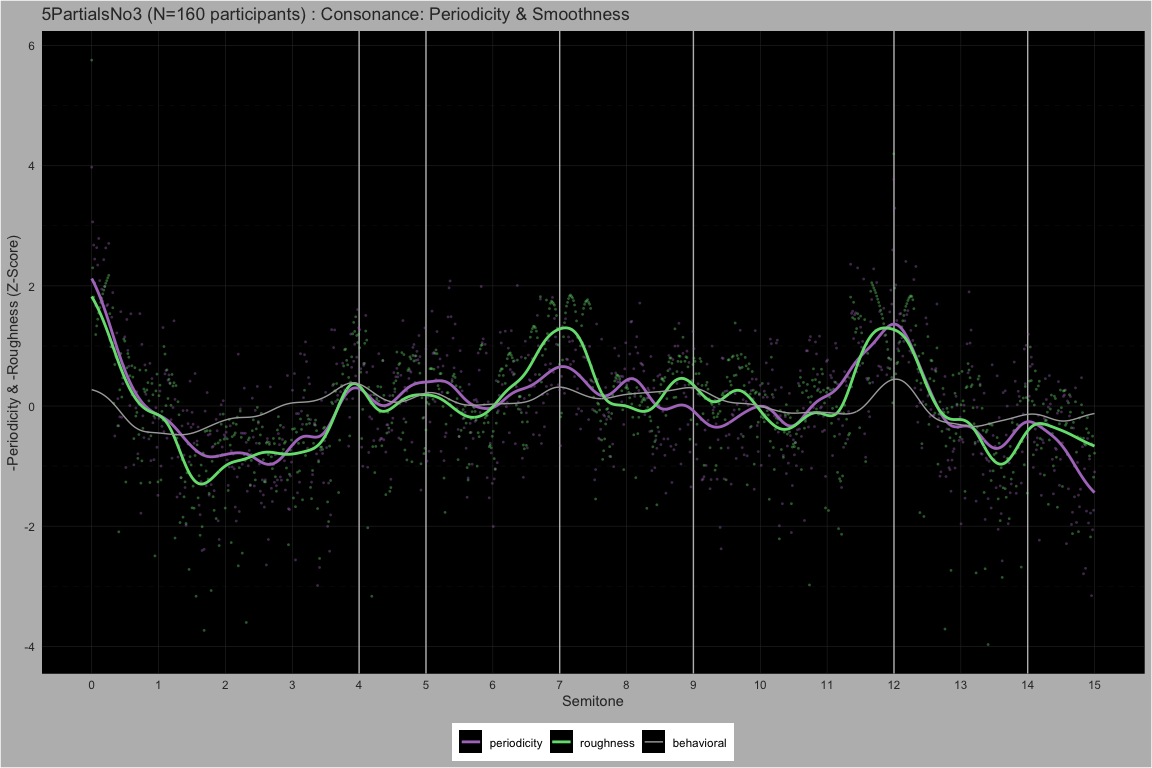 5PartialsNo3 (N=160 participants) : Consonance: Periodicity & Smoothness
-Periodicity & -Roughness (Z-Score)
6
4
2
0
-2
-4
0 1 2 3 4 5 6 7 8 9 10 11 12 13 14 15
Semitone
periodicity roughness behavioral